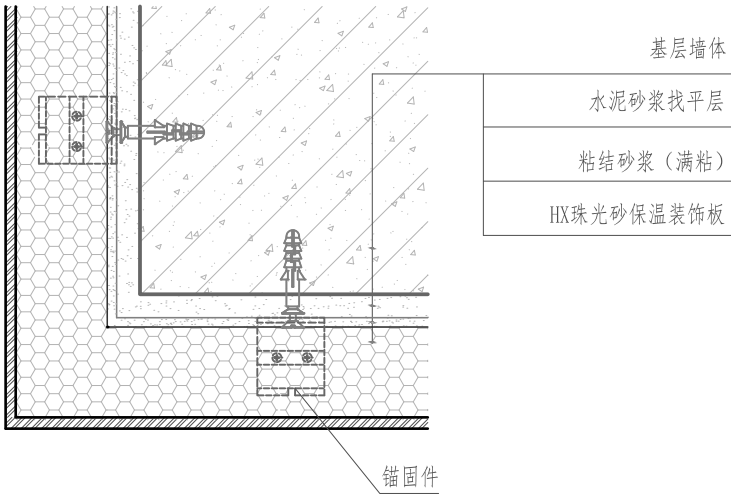 基层墙体
水泥砂浆找平层
粘结砂浆（满粘）
HX珠光砂保温装饰板
锚固件